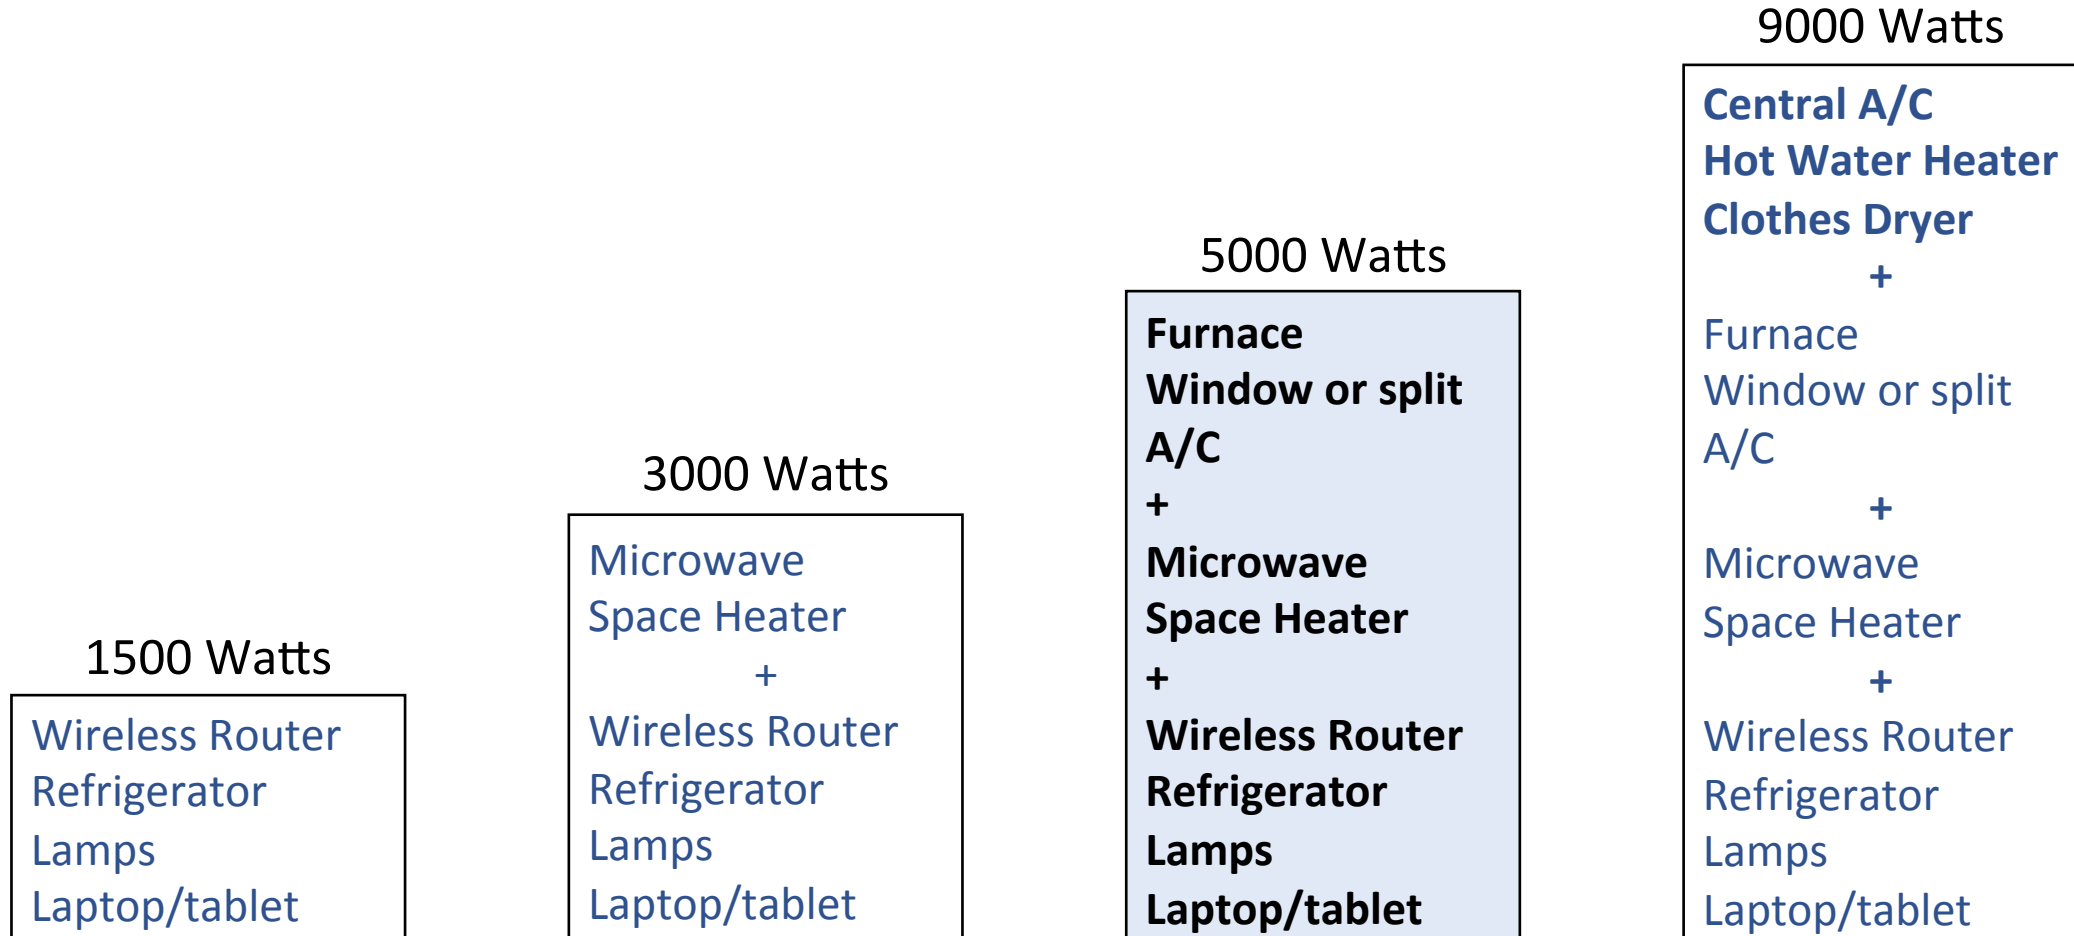 1500 Watts
Wireless Router
Refrigerator
Lamps
Laptop/tablet
3000 Watts
Microwave
Space Heater
+
Wireless Router
Refrigerator
Lamps
Laptop/tablet
5000 Watts
Furnace
Window or split
A/C
+
Microwave
Space Heater
+
Wireless Router
Refrigerator
Lamps
Laptop/tablet
9000 Watts
Central A/C
Hot Water Heater
Clothes Dryer
+
Furnace
Window or split
A/C
+
Microwave
Space Heater
+
Wireless Router
Refrigerator
Lamps
Laptop/tablet